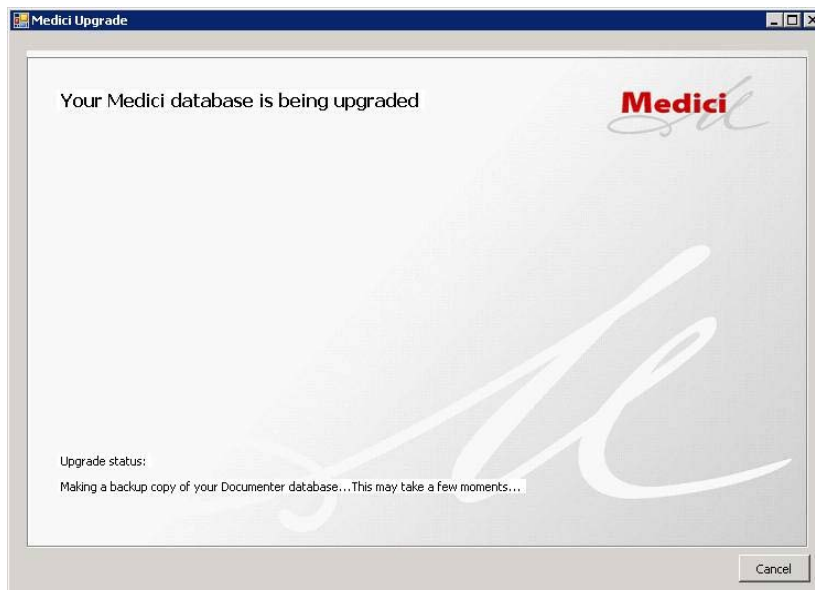 Medici Upgrade
Your Medici database is being upgraded
Medici
Upgrade status:
Making a backup copy of your Documenter database...This may take a few moments...
Cancel